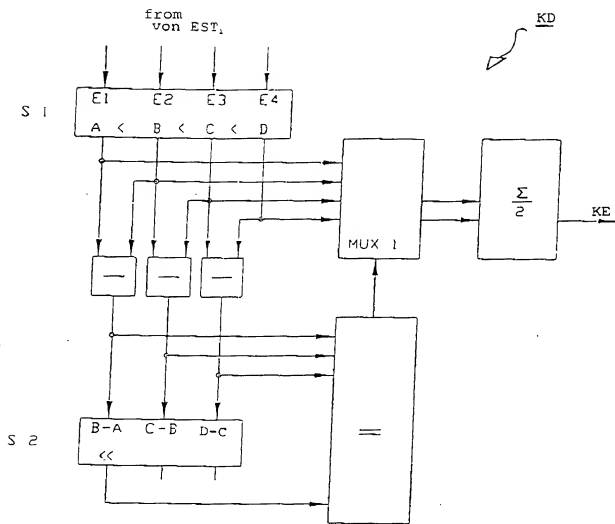 from
von EST₁
KD
S 1
E1 E2 E3 E4
A < B < C < D
MUX 1
Σ
2
KE
— — —
B-A C-B D-C
<<
S 2
=